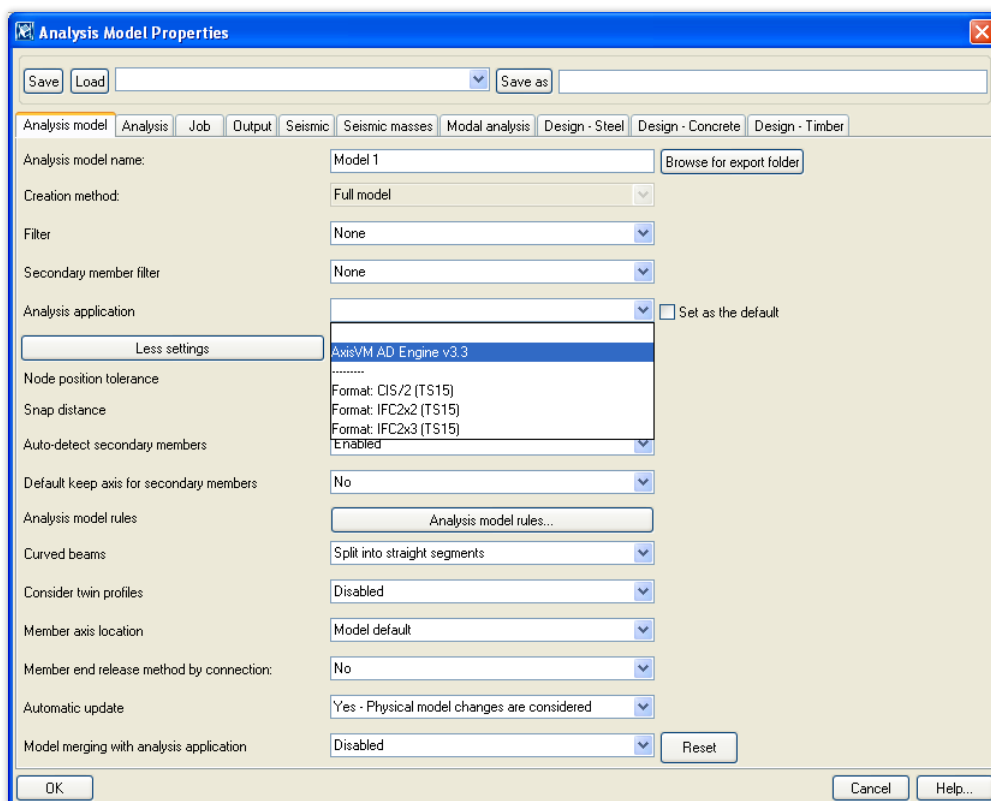 Analysis Model Properties
Save Load Save as
Analysis model Analysis Job Output Seismic Seismic masses Modal analysis Design - Steel Design - Concrete Design - Timber
Analysis model name: Model 1 Browse for export folder
Creation method: Full model
Filter None
Secondary member filter None
Analysis application Set as the default
Less settings
AxisVM AD Engine v3.3
Node position tolerance
---------
Format: CIS/2 (TS15)
Snap distance Format: IFC2x2 (TS15)
Format: IFC2x3 (TS15)
Auto-detect secondary members Enabled
Default keep axis for secondary members No
Analysis model rules Analysis model rules...
Curved beams Split into straight segments
Consider twin profiles Disabled
Member axis location Model default
Member end release method by connection: No
Automatic update Yes - Physical model changes are considered
Model merging with analysis application Disabled Reset
OK Cancel Help...